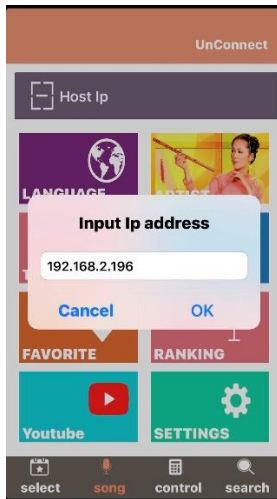 UnConnect
Host Ip
LANGUAGE
ARTIST
Input Ip address
192.168.2.196
Cancel
OK
FAVORITE
RANKING
Youtube
SETTINGS
select
song
control
search